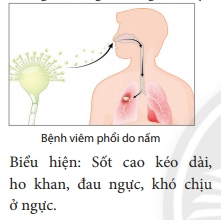 Bệnh viêm phổi do nấm
Biểu hiện: Sốt cao kéo dài,
ho khan, đau ngực, khó chịu
ở ngực.